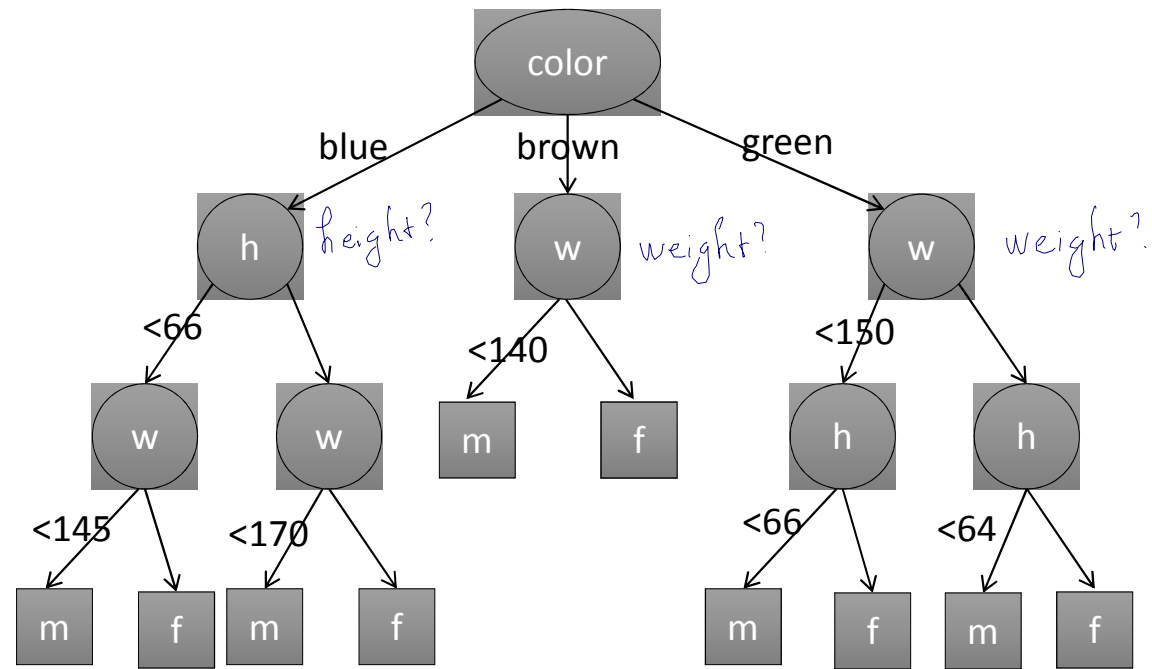 color
blue brown green
h height? w weight? w weight?
<66 <140 <150
w w m f h h
<145 <170 <66 <64
m f m f m f m f